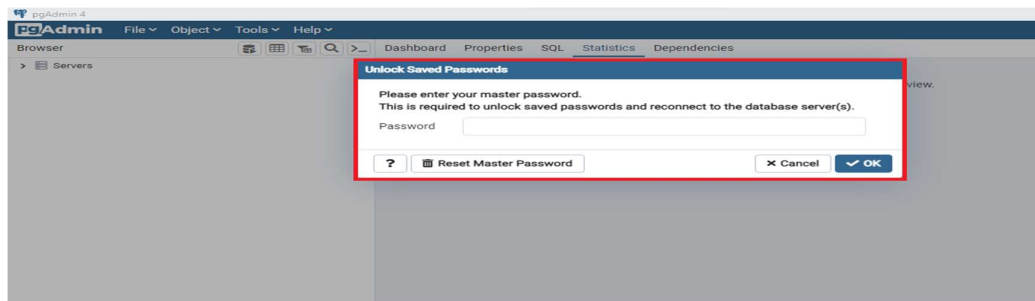 pgAdmin 4
pgAdmin File Object Tools Help
Browser Dashboard Properties SQL Statistics Dependencies
Servers
Unlock Saved Passwords
view.
Please enter your master password.
This is required to unlock saved passwords and reconnect to the database server(s).
Password
? Reset Master Password Cancel OK